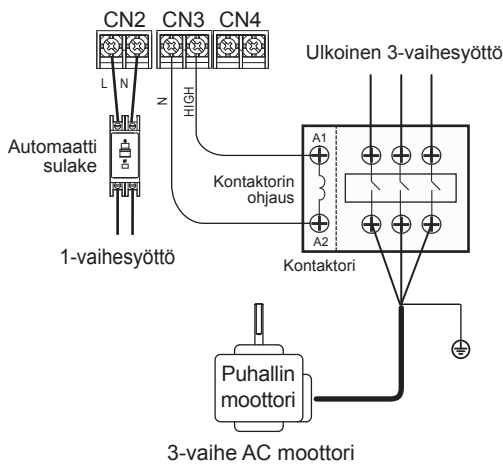 CN2 CN3 CN4
L N
N
HIGH
Ulkoinen 3-vaihesyöttö
Automaatti
sulake
A1
Kontaktorin
ohjaus
A2
1-vaihesyöttö
Kontaktori
Puhallin
moottori
3-vaihe AC moottori